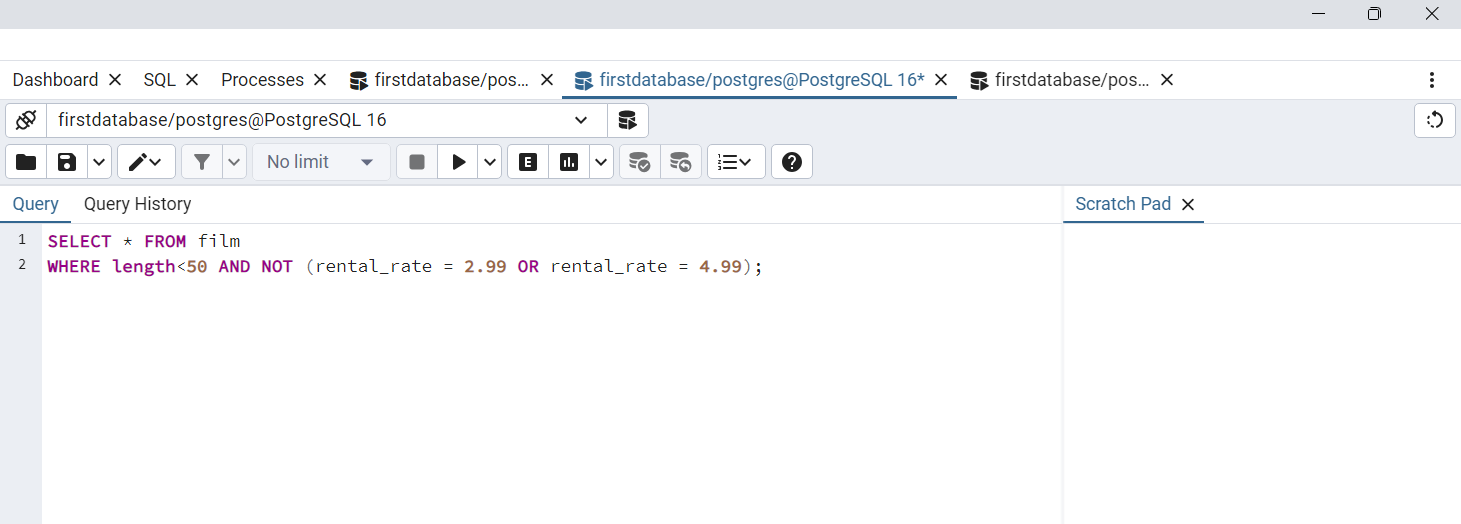 Dashboard SQL Processes firstdatabase/pos... firstdatabase/postgres@PostgreSQL 16* firstdatabase/pos...
firstdatabase/postgres@PostgreSQL 16
No limit E
Query Query History Scratch Pad
1 SELECT * FROM film
2 WHERE length<50 AND NOT (rental_rate = 2.99 OR rental_rate = 4.99);